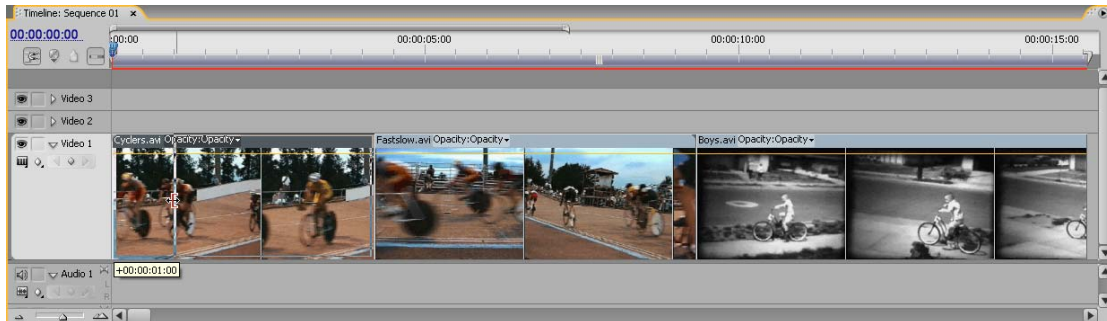 Timeline: Sequence 01 x
00:00:00:00
:00:00 00:00:05:00 00:00:10:00 00:00:15:00
Video 3
Video 2
Video 1
Cyclers.avi Opacity:Opacity
Fastslow.avi Opacity:Opacity
Boys.avi Opacity:Opacity
Audio 1
+00:00:01:00
L
R